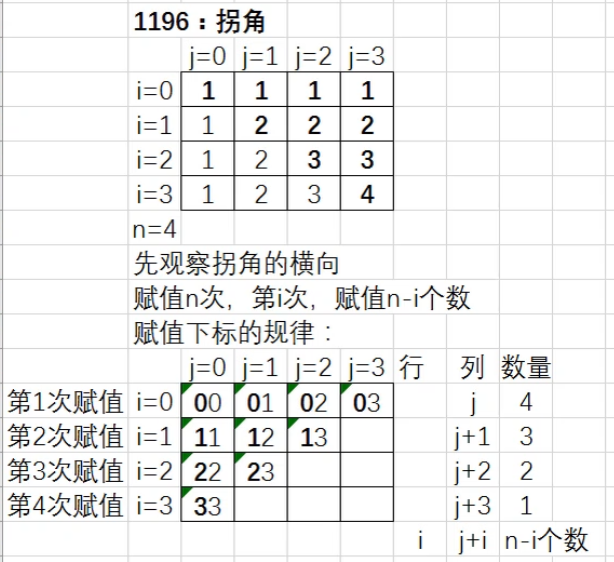 1196：拐角
j=0 j=1 j=2 j=3
i=0 1 1 1 1
i=1 1 2 2 2
i=2 1 2 3 3
i=3 1 2 3 4
n=4
先观察拐角的横向
赋值n次，第i次，赋值n-i个数
赋值下标的规律：
j=0 j=1 j=2 j=3 行 列 数量
第1次赋值 i=0 00 01 02 03 j 4
第2次赋值 i=1 11 12 13 j+1 3
第3次赋值 i=2 22 23 j+2 2
第4次赋值 i=3 33 j+3 1
i j+i n-i个数